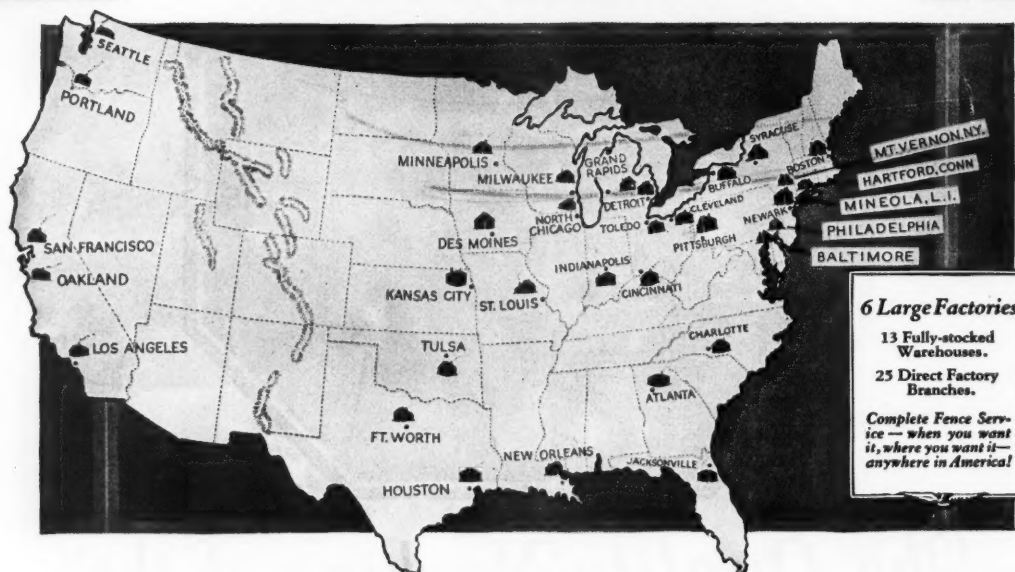 SEATTLE
PORTLAND
SAN FRANCISCO
OAKLAND
LOS ANGELES
MINNEAPOLIS
MILWAUKEE
GRAND
RAPIDS
NORTH
CHICAGO
DETROIT
DES MOINES
TOLEDO
CLEVELAND
BUFFALO
SYRACUSE
BOSTON
NEWARK
PITTSBURGH
INDIANAPOLIS
CINCINNATI
KANSAS CITY
ST. LOUIS
TULSA
CHARLOTTE
ATLANTA
FT. WORTH
NEW ORLEANS
HOUSTON
JACKSONVILLE
MT. VERNON, N.Y.
HARTFORD, CONN
MINEOLA, L.I.
PHILADELPHIA
BALTIMORE
6 Large Factories
13 Fully-stocked
Warehouses.
25 Direct Factory
Branches.
Complete Fence Serv-
ice — when you want
it, where you want it—
anywhere in America!